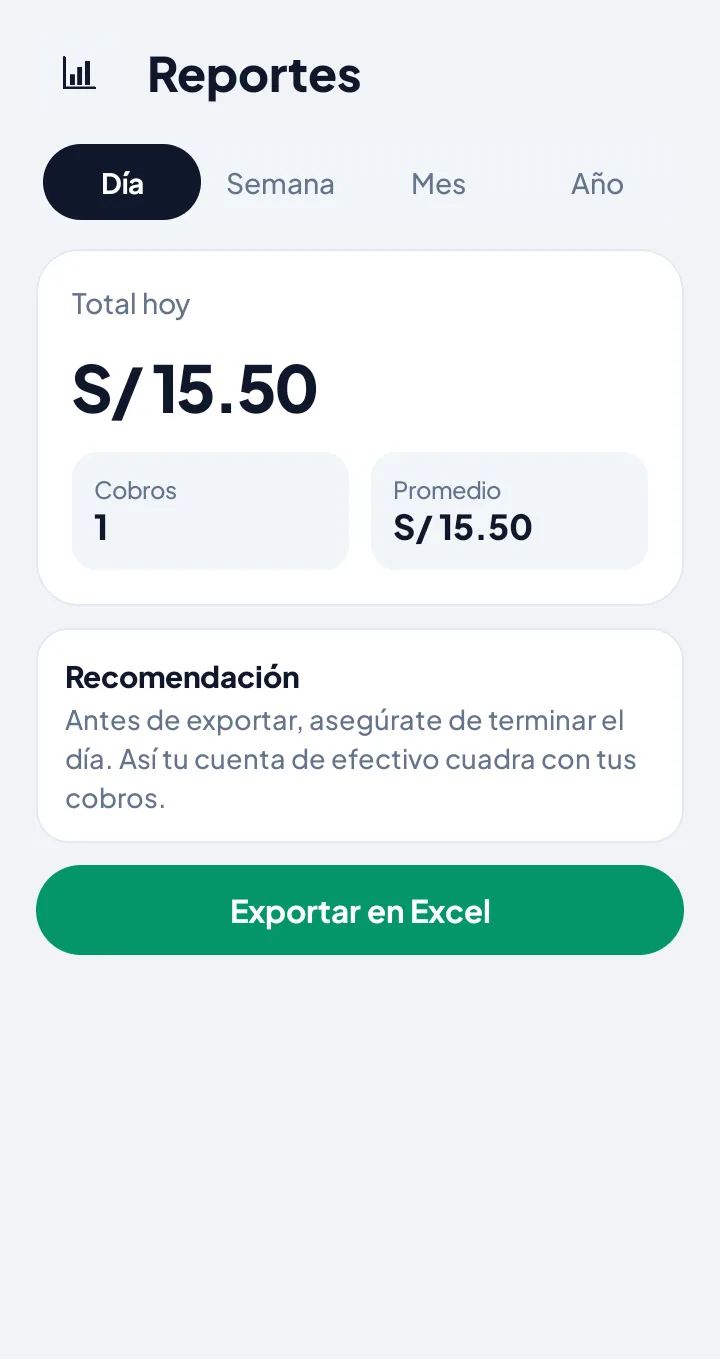 Reportes
Día
Semana
Mes
Año
Total hoy
S/ 15.50
Cobros
Promedio
1
S/ 15.50
Recomendación
Antes de exportar, asegúrate de terminar el
día. Así tu cuenta de efectivo cuadra con tus
cobros.
Exportar en Excel